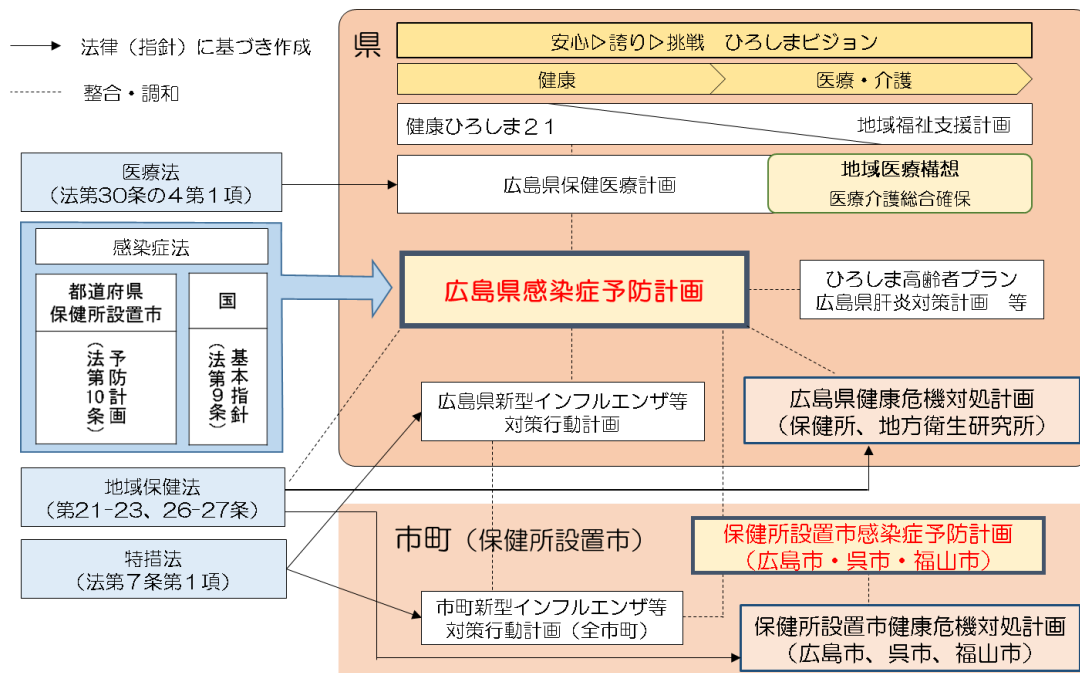 法律（指針）に基づき作成
整合・調和
県
安心▷誇り▷挑戦　ひろしまビジョン
健康
医療・介護
健康ひろしま２１
地域福祉支援計画
医療法
（法第30条の４第１項）
広島県保健医療計画
地域医療構想
医療介護総合確保
感染症法
都道府県
保健所設置市
予防計画
（法第10条）
国
基本指針
（法第９条）
広島県感染症予防計画
ひろしま高齢者プラン
広島県肝炎対策計画　等
広島県新型インフルエンザ等
対策行動計画
広島県健康危機対処計画
（保健所、地方衛生研究所）
地域保健法
（第21-23、26-27条）
特措法
（法第７条第１項）
市町（保健所設置市）
保健所設置市感染症予防計画
（広島市・呉市・福山市）
市町新型インフルエンザ等
対策行動計画（全市町）
保健所設置市健康危機対処計画
（広島市、呉市、福山市）